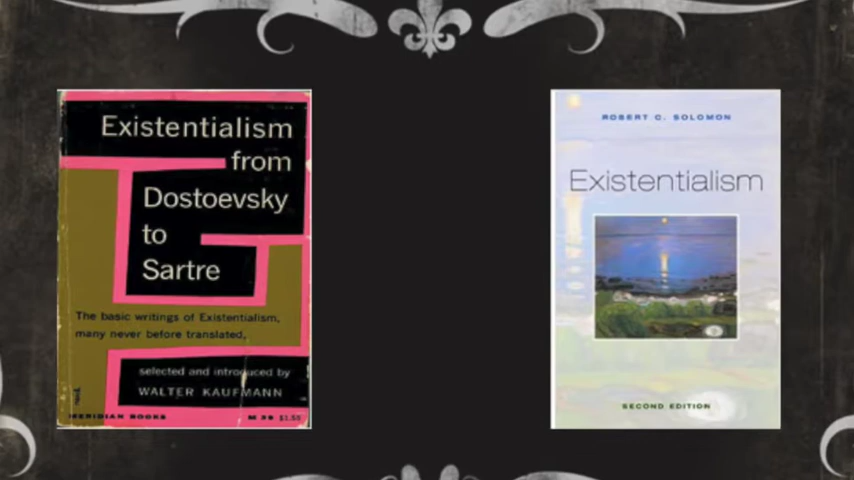 Existentialism
from
Dostoevsky
to
Sartre
The basic writings of Existentialism,
many never before translated,
selected and introduced by
WALTER KAUFMANN
MERIDIAN BOOKS M 39 $1.55
ROBERT C. SOLOMON
Existentialism
SECOND EDITION